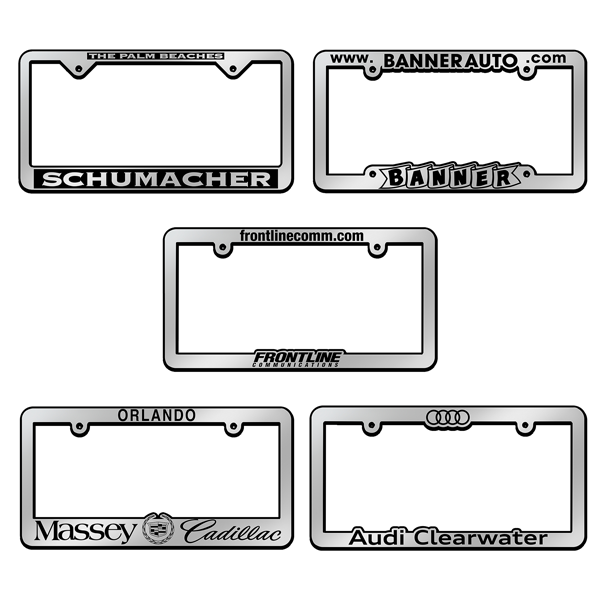 THE PALM BEACHES
SCHUMACHER
www. BANNERAUTO .com
BANNER
frontlinecomm.com
FRONTLINE
COMMUNICATIONS
ORLANDO
Massey Cadillac
Audi Clearwater